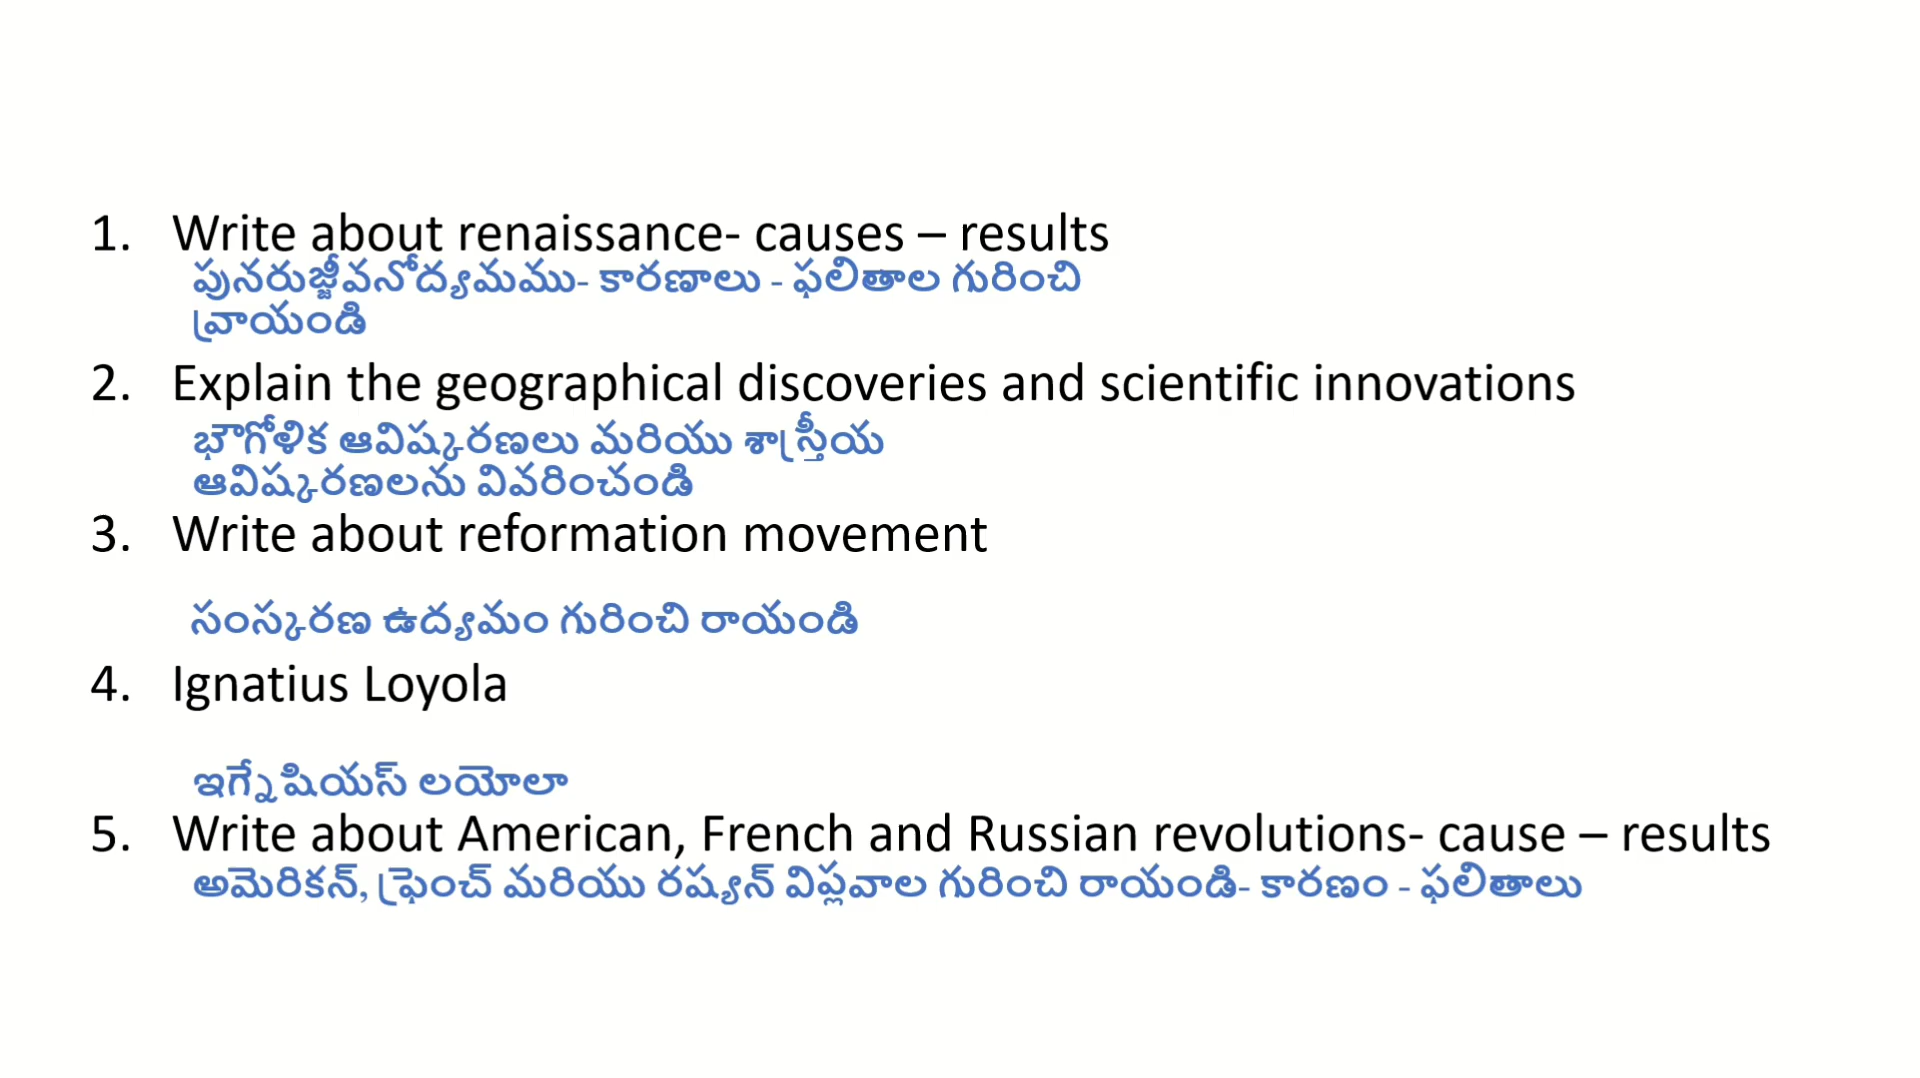 1. Write about renaissance- causes – results
పునరుజ్జీవనోద్యమము- కారణాలు - ఫలితాల గురించి
వ్రాయండి
2. Explain the geographical discoveries and scientific innovations
భౌగోళిక ఆవిష్కరణలు మరియు శాస్త్రీయ
ఆవిష్కరణలను వివరించండి
3. Write about reformation movement
సంస్కరణ ఉద్యమం గురించి రాయండి
4. Ignatius Loyola
ఇగ్నేషియస్ లయోలా
5. Write about American, French and Russian revolutions- cause – results
అమెరికన్, ఫ్రెంచ్ మరియు రష్యన్ విప్లవాల గురించి రాయండి- కారణం - ఫలితాలు